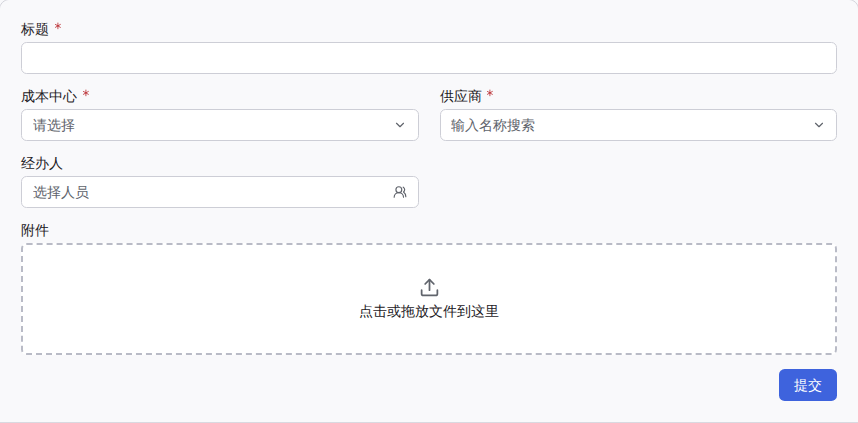 标题 *
成本中心 *
供应商 *
请选择
输入名称搜索
经办人
选择人员
附件
点击或拖放文件到这里
提交